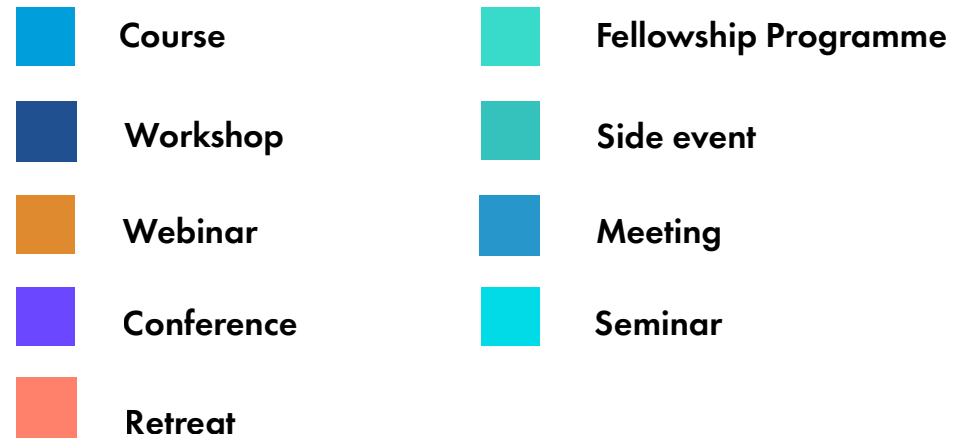 Course
Workshop
Webinar
Conference
Retreat
Fellowship Programme
Side event
Meeting
Seminar